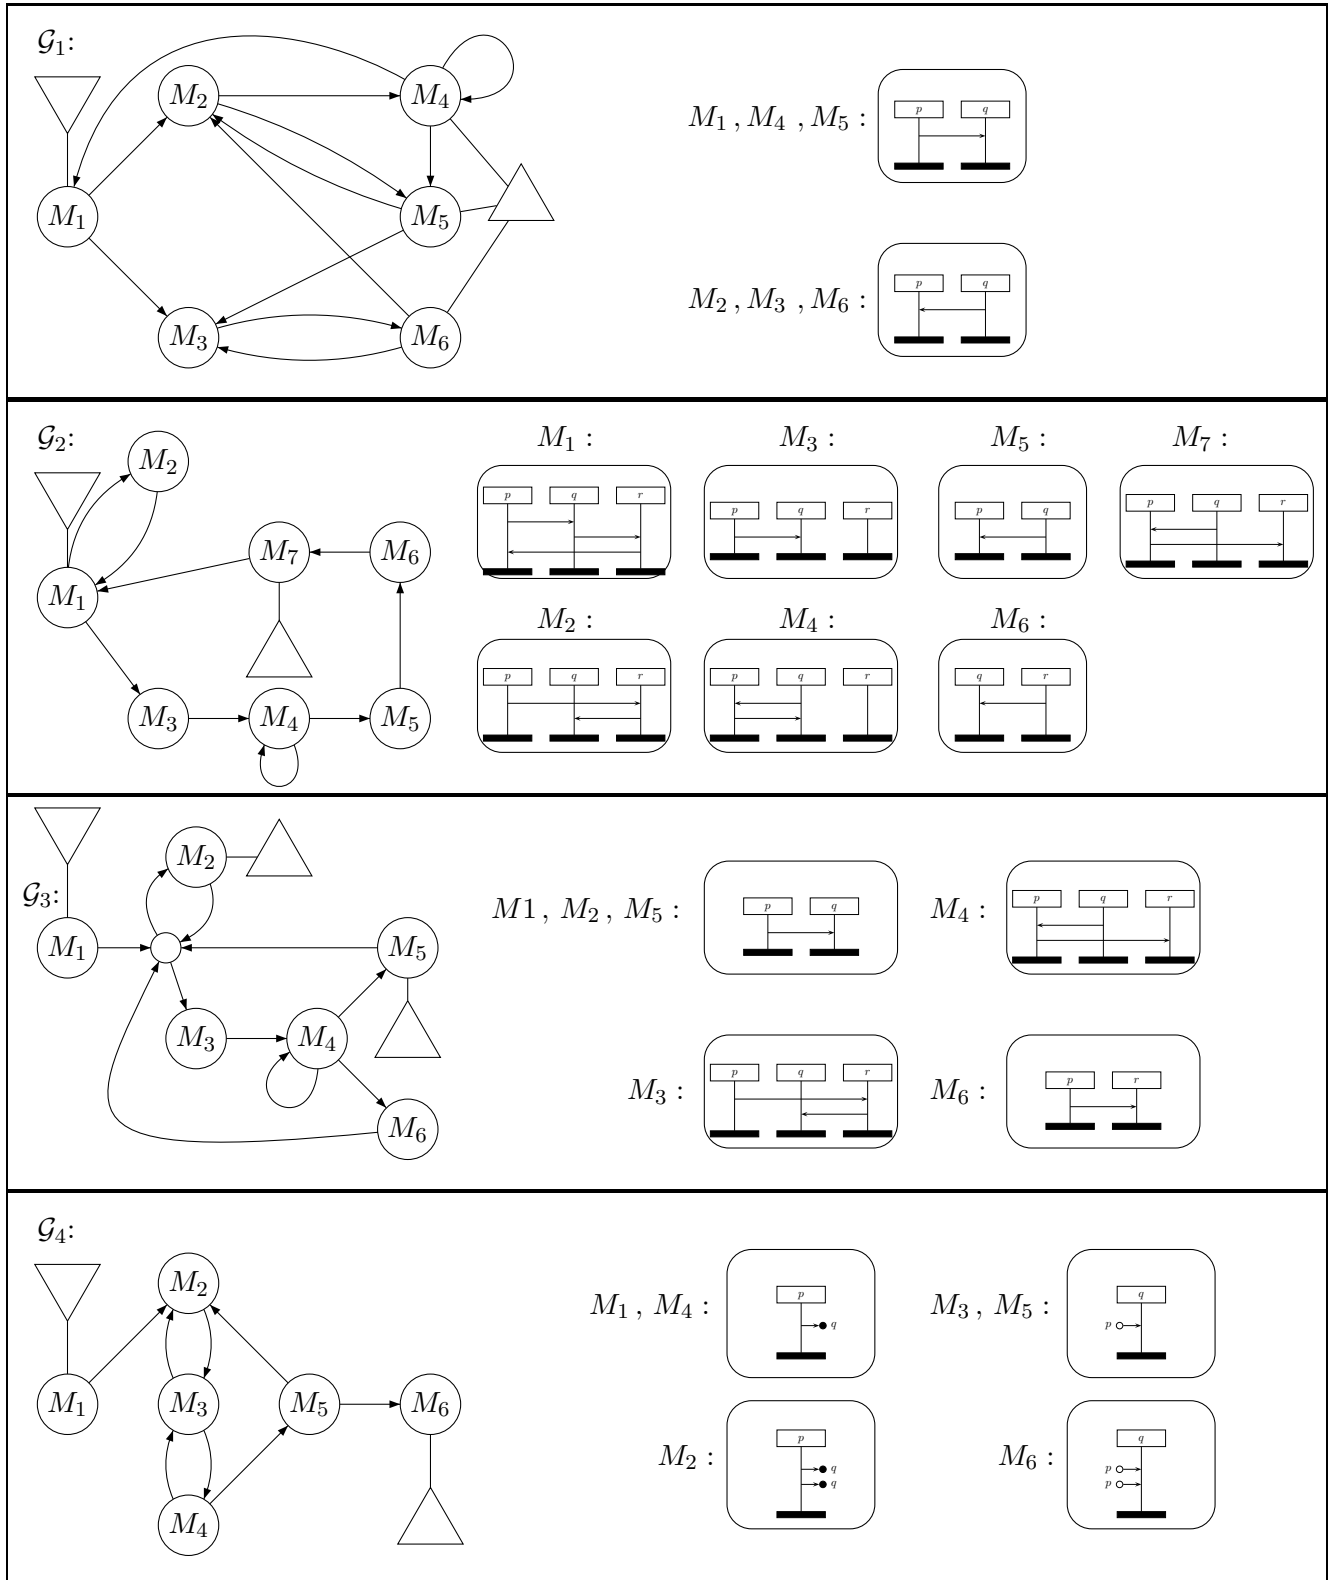 𝒢₁:
M₁
M₂
M₃
M₄
M₅
M₆
M₁ , M₄ , M₅ :
p q
M₂ , M₃ , M₆ :
p q
𝒢₂:
M₁
M₂
M₃
M₄
M₅
M₆
M₇
M₁ :
p q r
M₃ :
p q r
M₅ :
p q
M₇ :
p q r
M₂ :
p q r
M₄ :
p q r
M₆ :
q r
𝒢₃:
M₁
M₂
M₃
M₄
M₅
M₆
M1 , M₂ , M₅ :
p q
M₄ :
p q r
M₃ :
p q r
M₆ :
p r
𝒢₄:
M₁
M₂
M₃
M₄
M₅
M₆
M₁ , M₄ :
p
q
M₃ , M₅ :
q
p
M₂ :
p
q
q
M₆ :
q
p
p